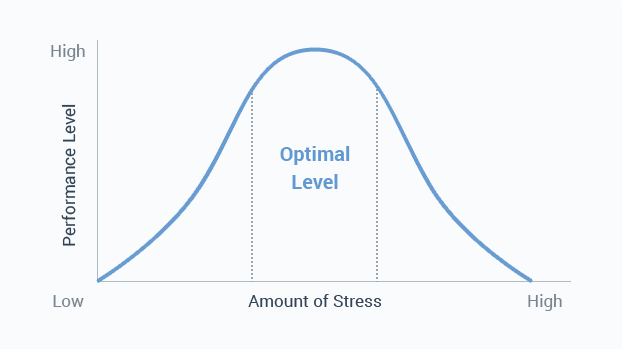 High
Performance Level
Optimal
Level
Low
Amount of Stress
High